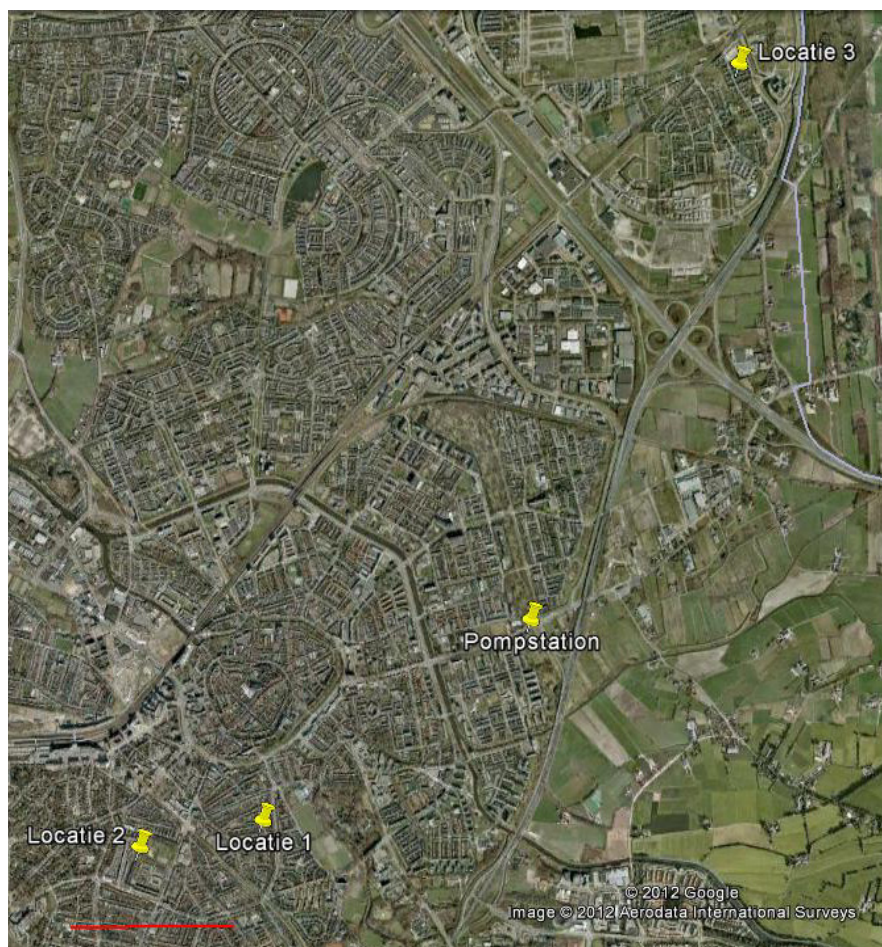 Locatie 3
Pompstation
Locatie 2
Locatie 1
© 2012 Google
Image © 2012 Aerodata International Surveys